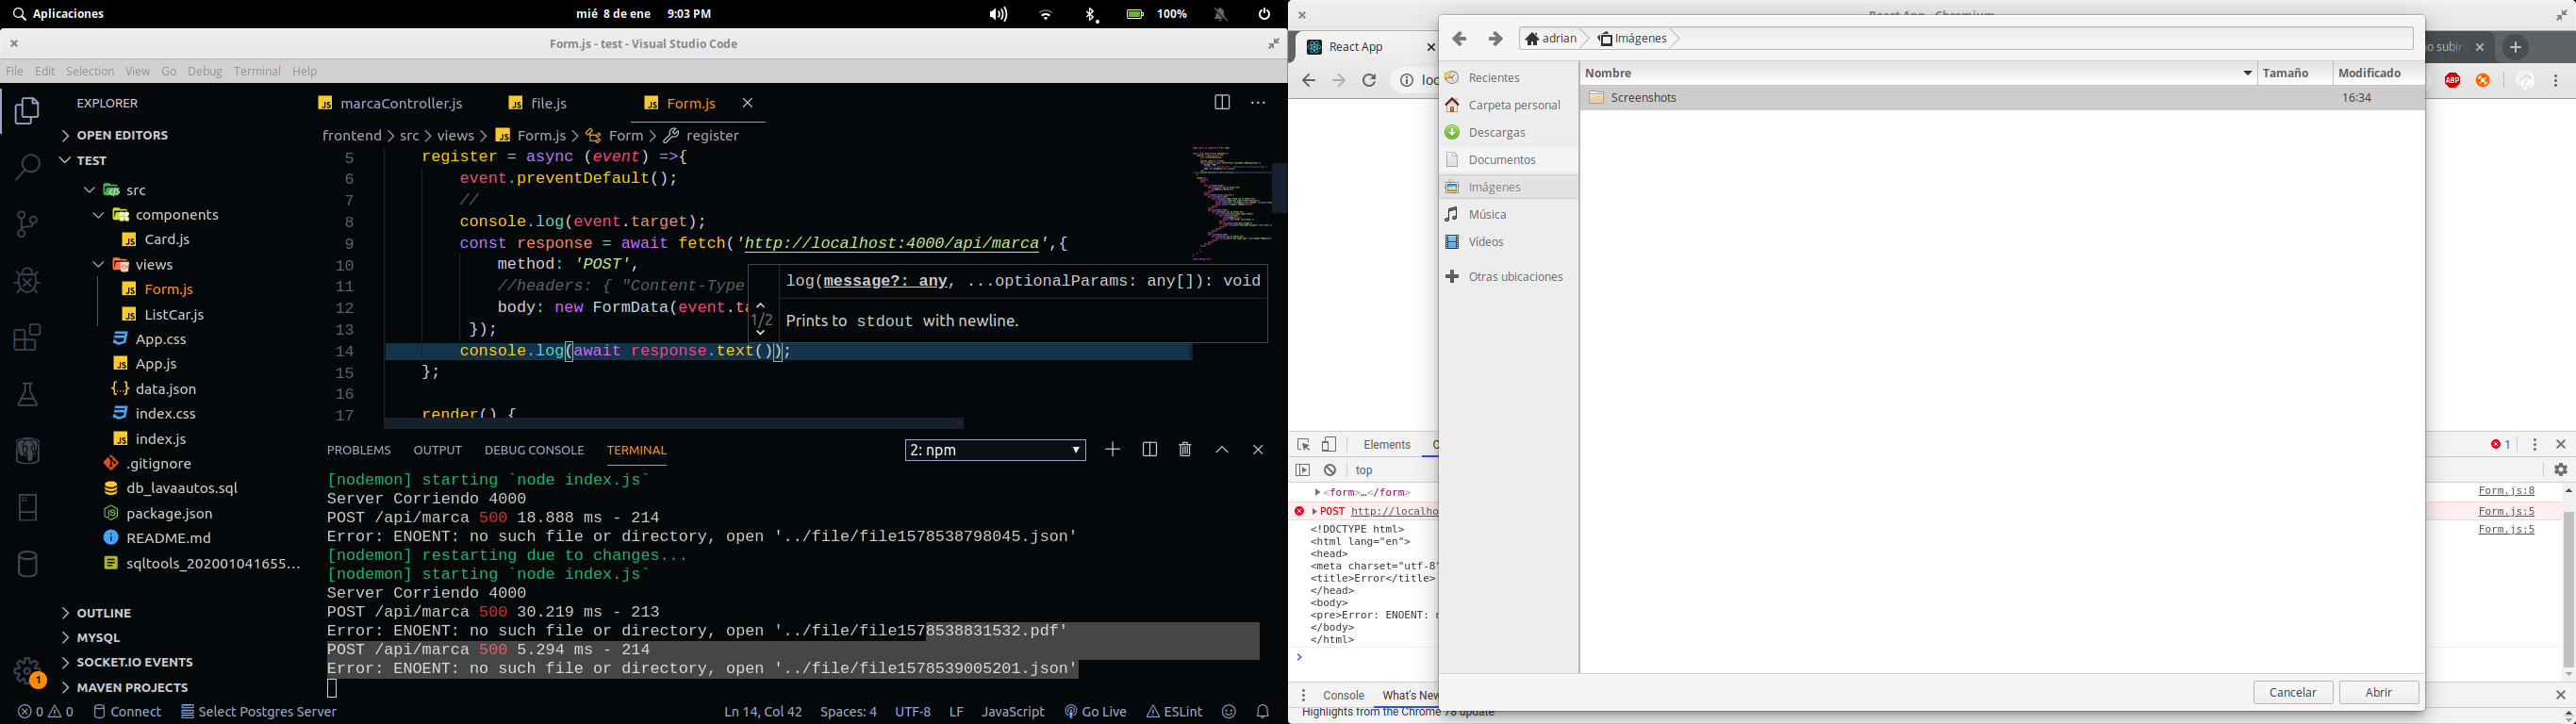 Aplicaciones
mié 8 de ene 9:03 PM
100%
Form.js - test - Visual Studio Code
File Edit Selection View Go Debug Terminal Help
EXPLORER
OPEN EDITORS
TEST
src
components
Card.js
views
Form.js
ListCar.js
App.css
App.js
data.json
index.css
index.js
.gitignore
db_lavaautos.sql
package.json
README.md
sqltools_202001041655...
OUTLINE
MYSQL
SOCKET.IO EVENTS
MAVEN PROJECTS
1
marcaController.js
file.js
Form.js
frontend > src > views > Form.js > Form > register
5 register = async (event) =>{
6 event.preventDefault();
7 //
8 console.log(event.target);
9 const response = await fetch('http://localhost:4000/api/marca',{
10 method: 'POST',
11 //headers: { "Content-Type
12 body: new FormData(event.ta
13 });
14 console.log(await response.text());
15 };
16
17 render() {
log(message?: any, ...optionalParams: any[]): void
1/2
Prints to stdout with newline.
PROBLEMS OUTPUT DEBUG CONSOLE TERMINAL
2: npm
[nodemon] starting `node index.js`
Server Corriendo 4000
POST /api/marca 500 18.888 ms - 214
Error: ENOENT: no such file or directory, open '../file/file1578538798045.json'
[nodemon] restarting due to changes...
[nodemon] starting `node index.js`
Server Corriendo 4000
POST /api/marca 500 30.219 ms - 213
Error: ENOENT: no such file or directory, open '../file/file1578538831532.pdf'
POST /api/marca 500 5.294 ms - 214
Error: ENOENT: no such file or directory, open '../file/file1578539005201.json'
0 0 Connect Select Postgres Server
Ln 14, Col 42 Spaces: 4 UTF-8 LF JavaScript Go Live ESLint
React App - Chromium
React App
o subir
loc
ABP
adrian Imágenes
Recientes
Carpeta personal
Descargas
Documentos
Imágenes
Música
Vídeos
Otras ubicaciones
Nombre Tamaño Modificado
Screenshots 16:34
Cancelar Abrir
Elements
1
top
<form>…</form>
Form.js:8
POST http://localho
Form.js:5
<!DOCTYPE html>
Form.js:5
<html lang="en">
<head>
<meta charset="utf-8"
<title>Error</title>
</head>
<body>
<pre>Error: ENOENT: n
</body>
</html>
Console What's New
Highlights from the Chrome 78 update